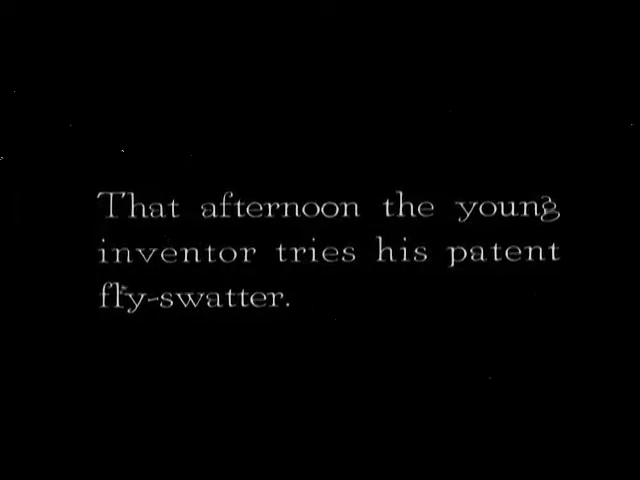 That afternoon the young
inventor tries his patent
fly-swatter.